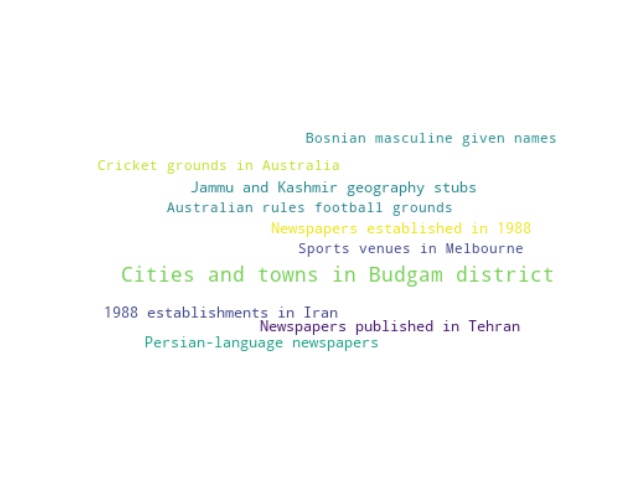 Bosnian masculine given names
Cricket grounds in Australia
Jammu and Kashmir geography stubs
Australian rules football grounds
Newspapers established in 1988
Sports venues in Melbourne
Cities and towns in Budgam district
1988 establishments in Iran
Newspapers published in Tehran
Persian-language newspapers